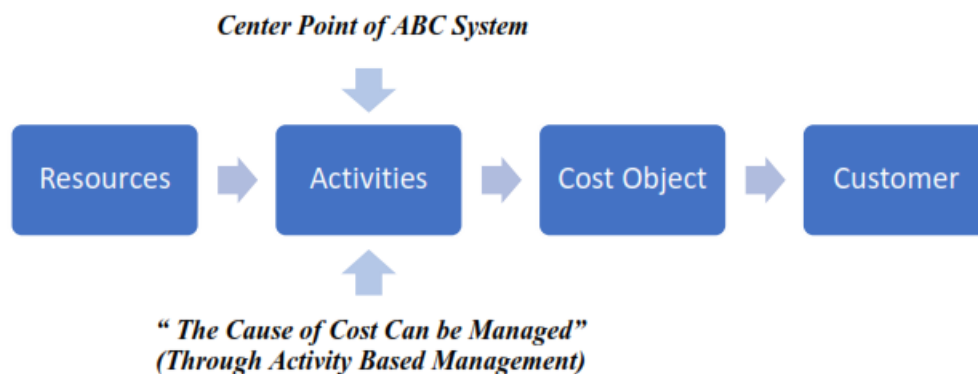 Center Point of ABC System
Resources
Activities
Cost Object
Customer
“ The Cause of Cost Can be Managed”
(Through Activity Based Management)